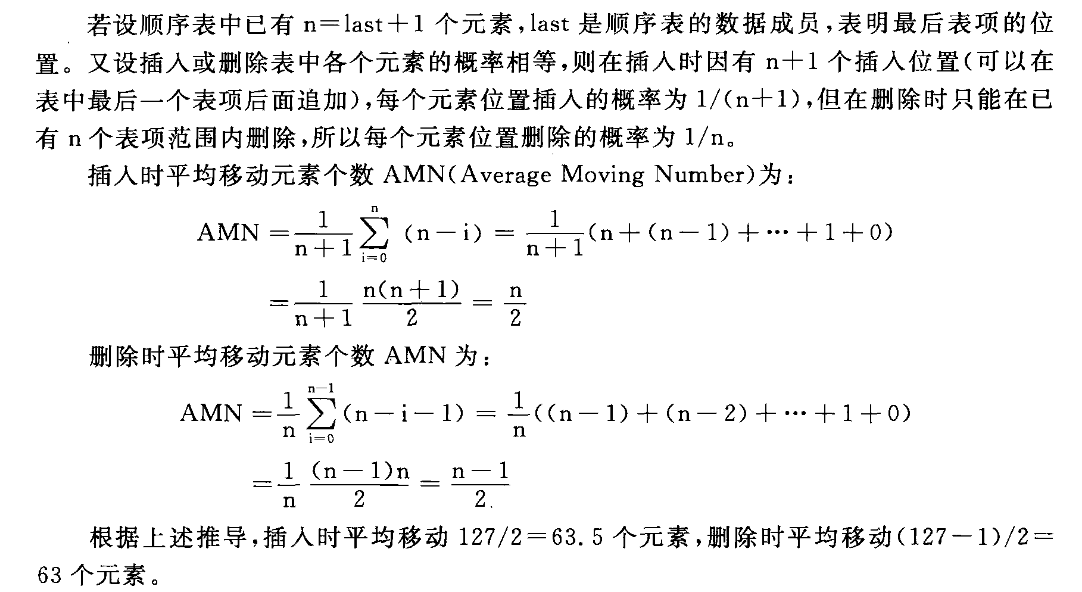 若设顺序表中已有 n=last+1 个元素,last 是顺序表的数据成员,表明最后表项的位
置。又设插入或删除表中各个元素的概率相等,则在插入时因有 n+1 个插入位置(可以在
表中最后一个表项后面追加),每个元素位置插入的概率为 1/(n+1),但在删除时只能在已
有 n 个表项范围内删除,所以每个元素位置删除的概率为 1/n。
插入时平均移动元素个数 AMN(Average Moving Number)为:
AMN = \frac{1}{n+1} \sum_{i=0}^{n} (n-i) = \frac{1}{n+1}(n+(n-1)+⋯+1+0)
= \frac{1}{n+1} \frac{n(n+1)}{2} = \frac{n}{2}
删除时平均移动元素个数 AMN 为:
AMN = \frac{1}{n} \sum_{i=0}^{n-1} (n-i-1) = \frac{1}{n}((n-1)+(n-2)+⋯+1+0)
= \frac{1}{n} \frac{(n-1)n}{2} = \frac{n-1}{2}
根据上述推导,插入时平均移动 127/2=63.5 个元素,删除时平均移动(127-1)/2=
63 个元素。